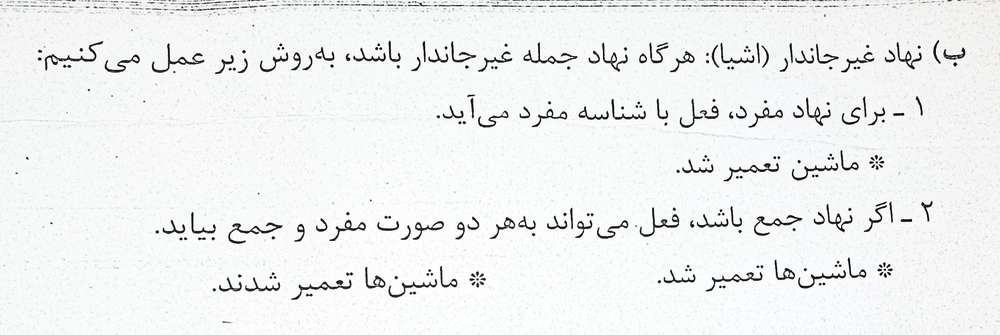 ب) نهاد غیرجاندار (اشیا): هرگاه نهاد جمله غیرجاندار باشد، به‌روش زیر عمل می‌کنیم:
۱ ـ برای نهاد مفرد، فعل با شناسه مفرد می‌آید.
❊ ماشین تعمیر شد.
۲ ـ اگر نهاد جمع باشد، فعل می‌تواند به‌هر دو صورت مفرد و جمع بیاید.
❊ ماشین‌ها تعمیر شد. ❊ ماشین‌ها تعمیر شدند.